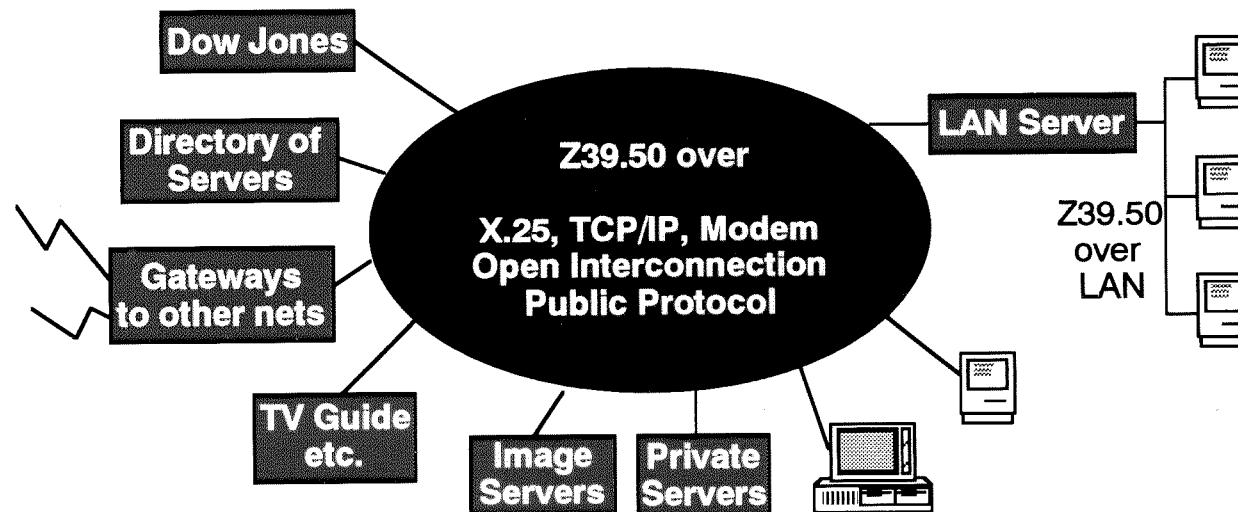 Dow Jones
Directory of
Servers
Gateways
to other nets
TV Guide
etc.
Image
Servers
Private
Servers
Z39.50 over
X.25, TCP/IP, Modem
Open Interconnection
Public Protocol
LAN Server
Z39.50
over
LAN